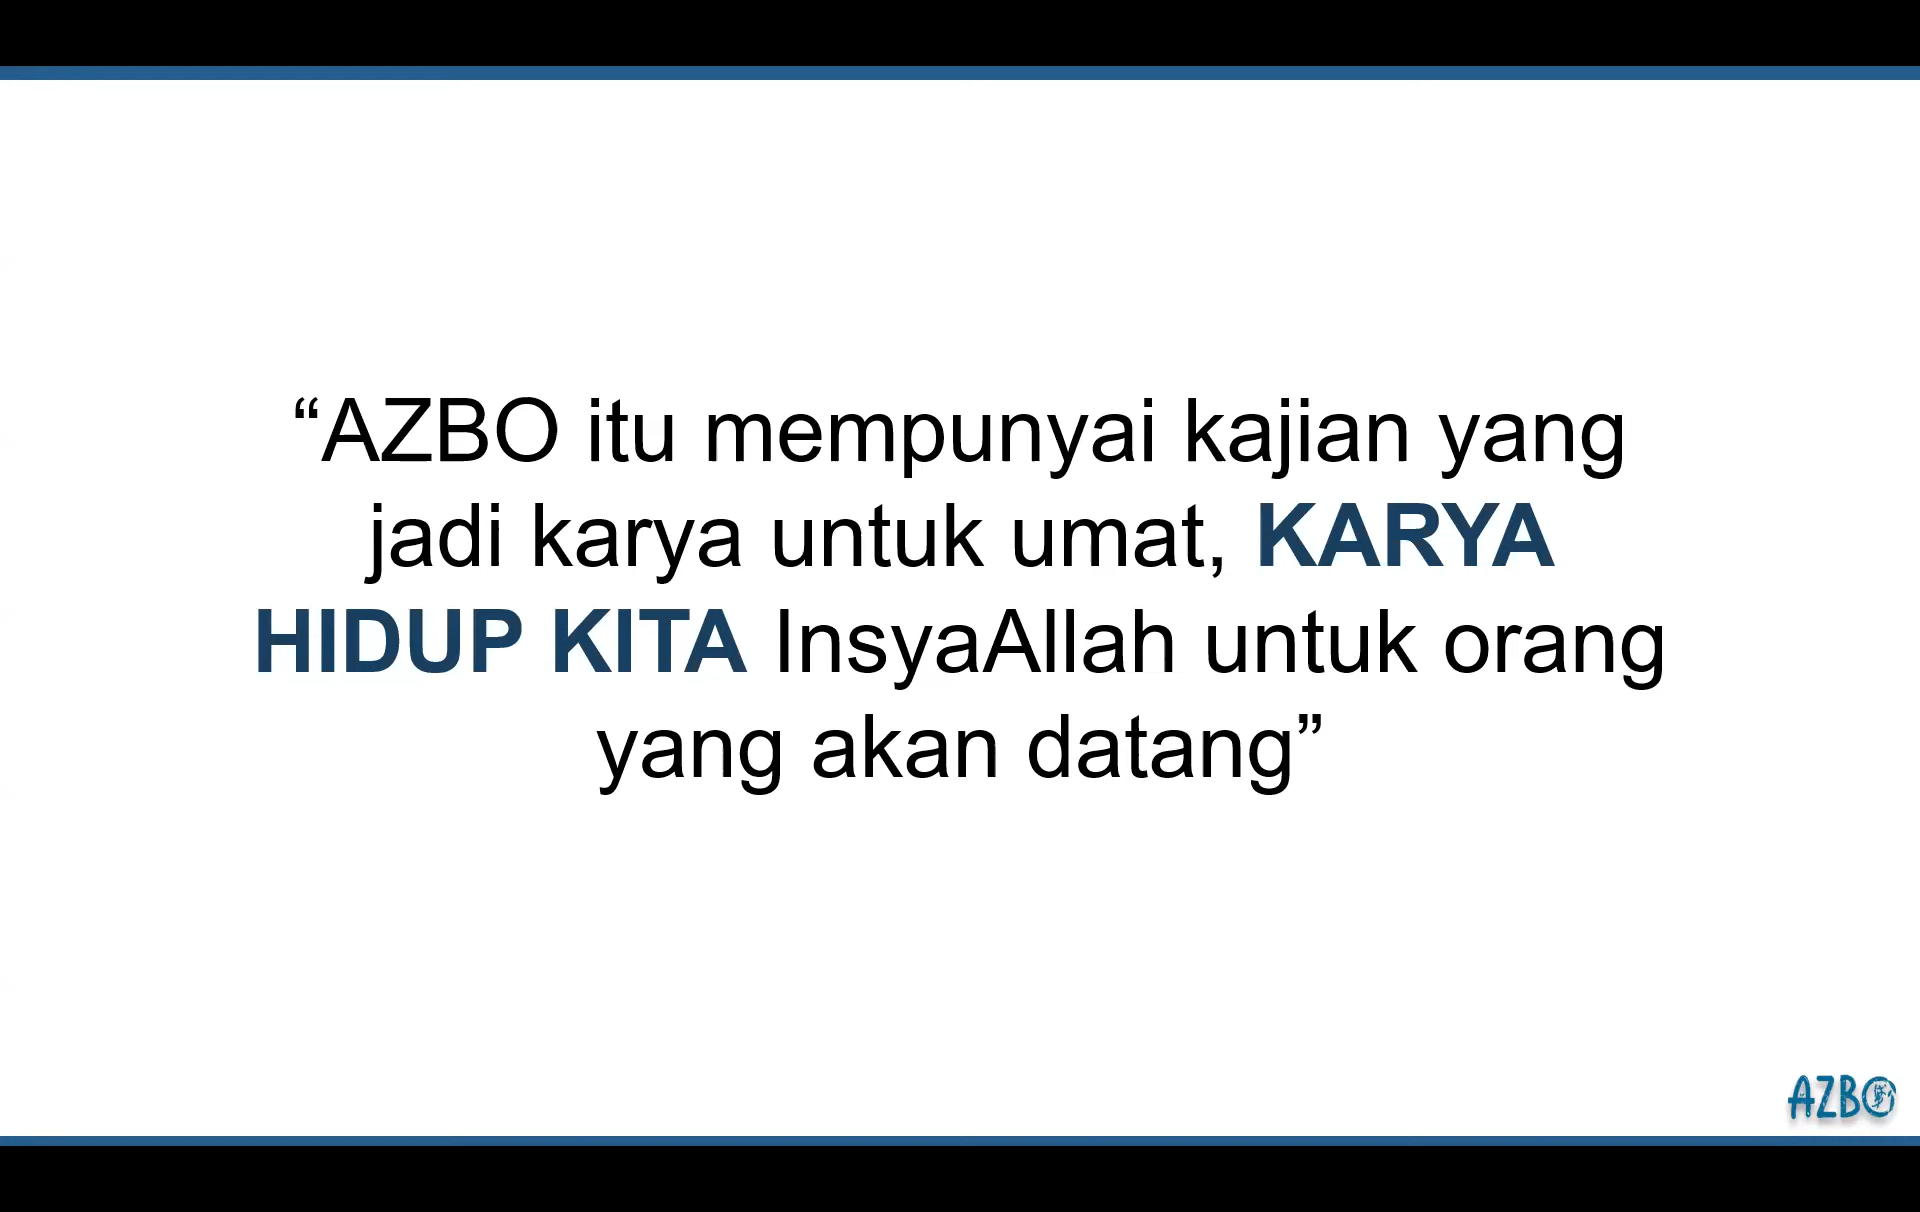 “AZBO itu mempunyai kajian yang
jadi karya untuk umat, KARYA
HIDUP KITA InsyaAllah untuk orang
yang akan datang”
AZBO